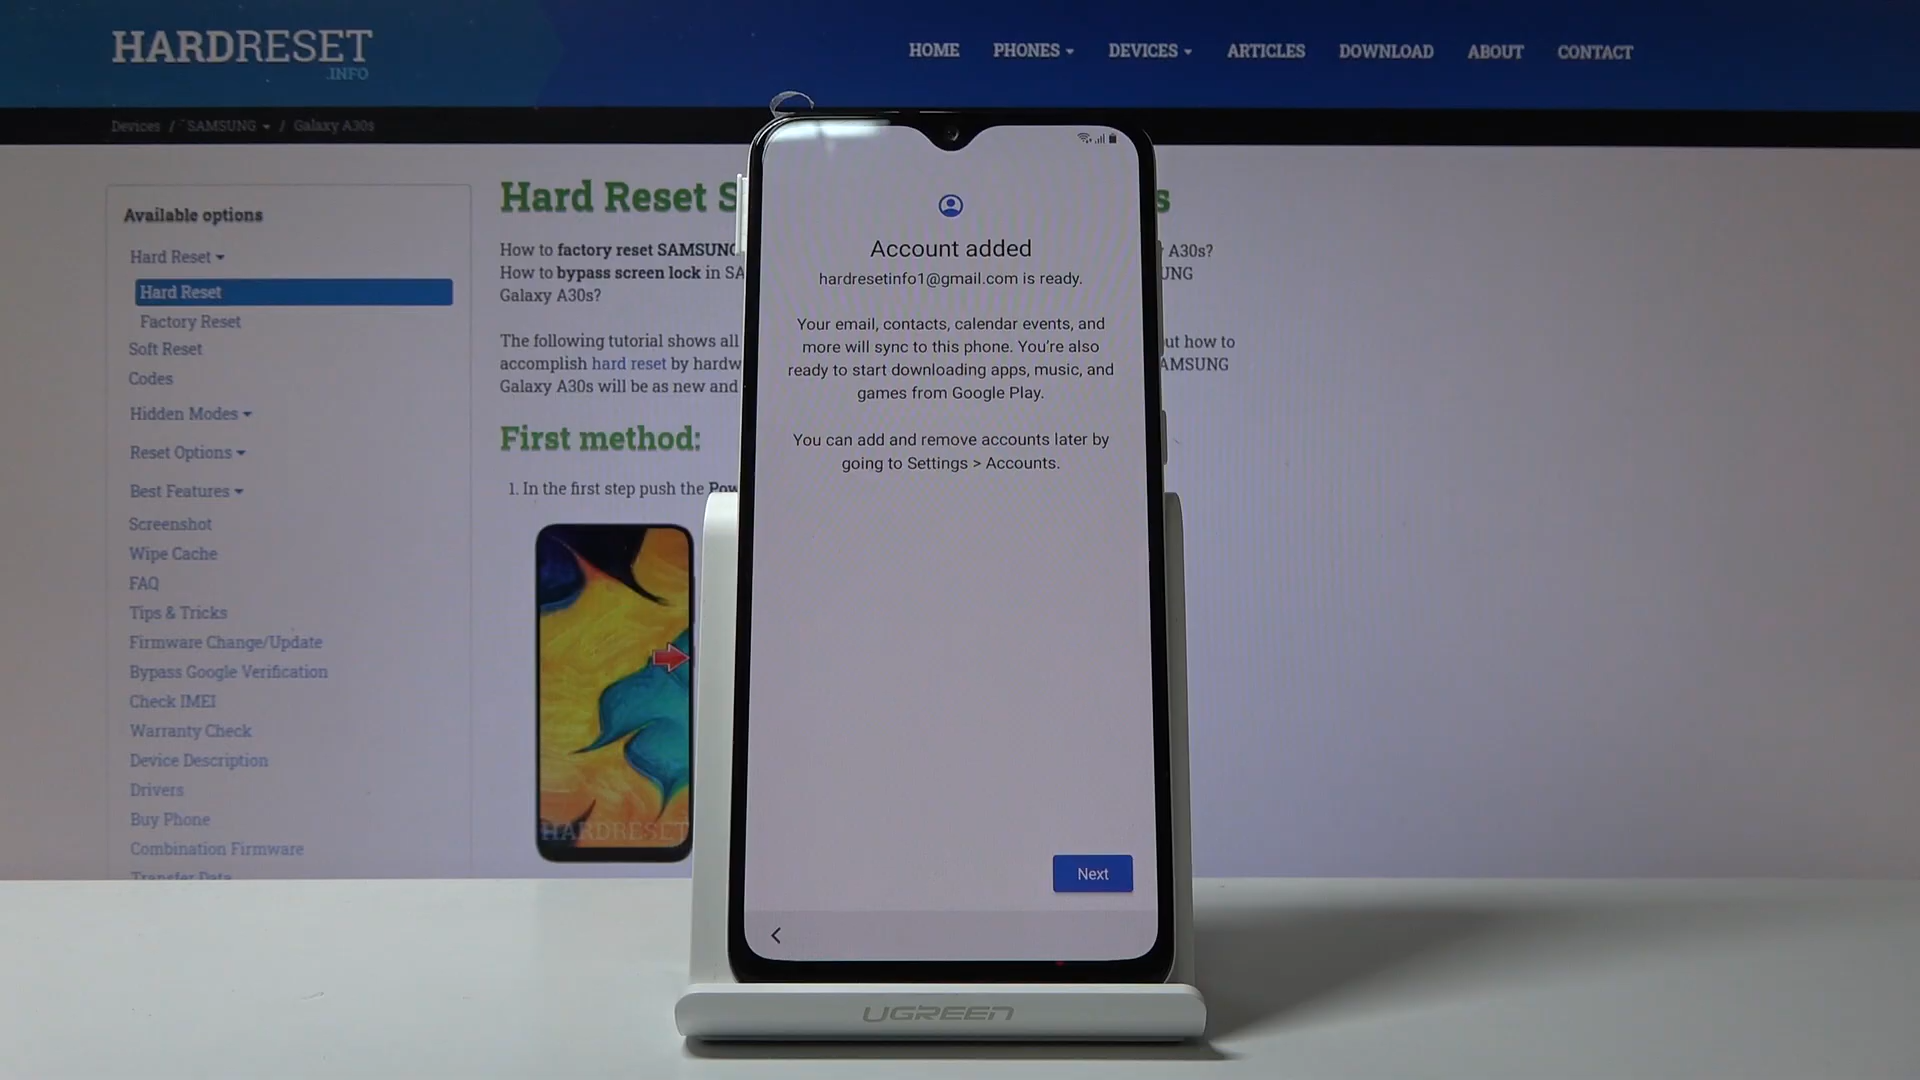 HARDRESET
.INFO
HOME PHONES DEVICES ARTICLES DOWNLOAD ABOUT CONTACT
Devices / SAMSUNG / Galaxy A30s
Available options
Hard Reset
Hard Reset
Factory Reset
Soft Reset
Codes
Hidden Modes
Reset Options
Best Features
Screenshot
Wipe Cache
FAQ
Tips & Tricks
Firmware Change/Update
Bypass Google Verification
Check IMEI
Warranty Check
Device Description
Drivers
Buy Phone
Combination Firmware
Transfer Data
Hard Reset S
How to factory reset SAMSUNG A30s?
How to bypass screen lock in SA UNG
Galaxy A30s?
The following tutorial shows all ut how to
accomplish hard reset by hardw AMSUNG
Galaxy A30s will be as new and
First method:
1. In the first step push the Pow
HARDRESET
Account added
hardresetinfo1@gmail.com is ready.
Your email, contacts, calendar events, and
more will sync to this phone. You're also
ready to start downloading apps, music, and
games from Google Play.
You can add and remove accounts later by
going to Settings > Accounts.
Next
UGREEN